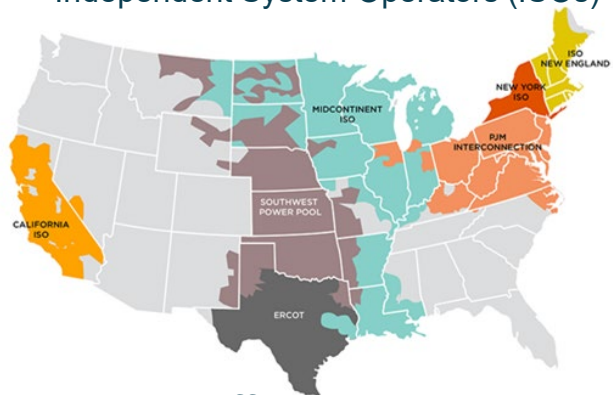 Independent System Operators (ISOs)
ISO
NEW ENGLAND
NEW YORK
ISO
MIDCONTINENT
ISO
PJM
INTERCONNECTION
SOUTHWEST
POWER POOL
CALIFORNIA
ISO
ERCOT